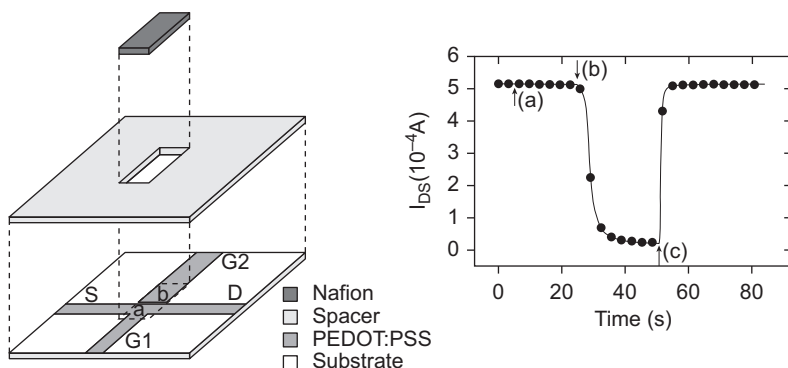 S
G2
D
a
b
G1
Nafion
Spacer
PEDOT:PSS
Substrate
I_DS(10⁻⁴A)
6
5
4
3
2
1
0
(a)
(b)
(c)
0 20 40 60 80
Time (s)